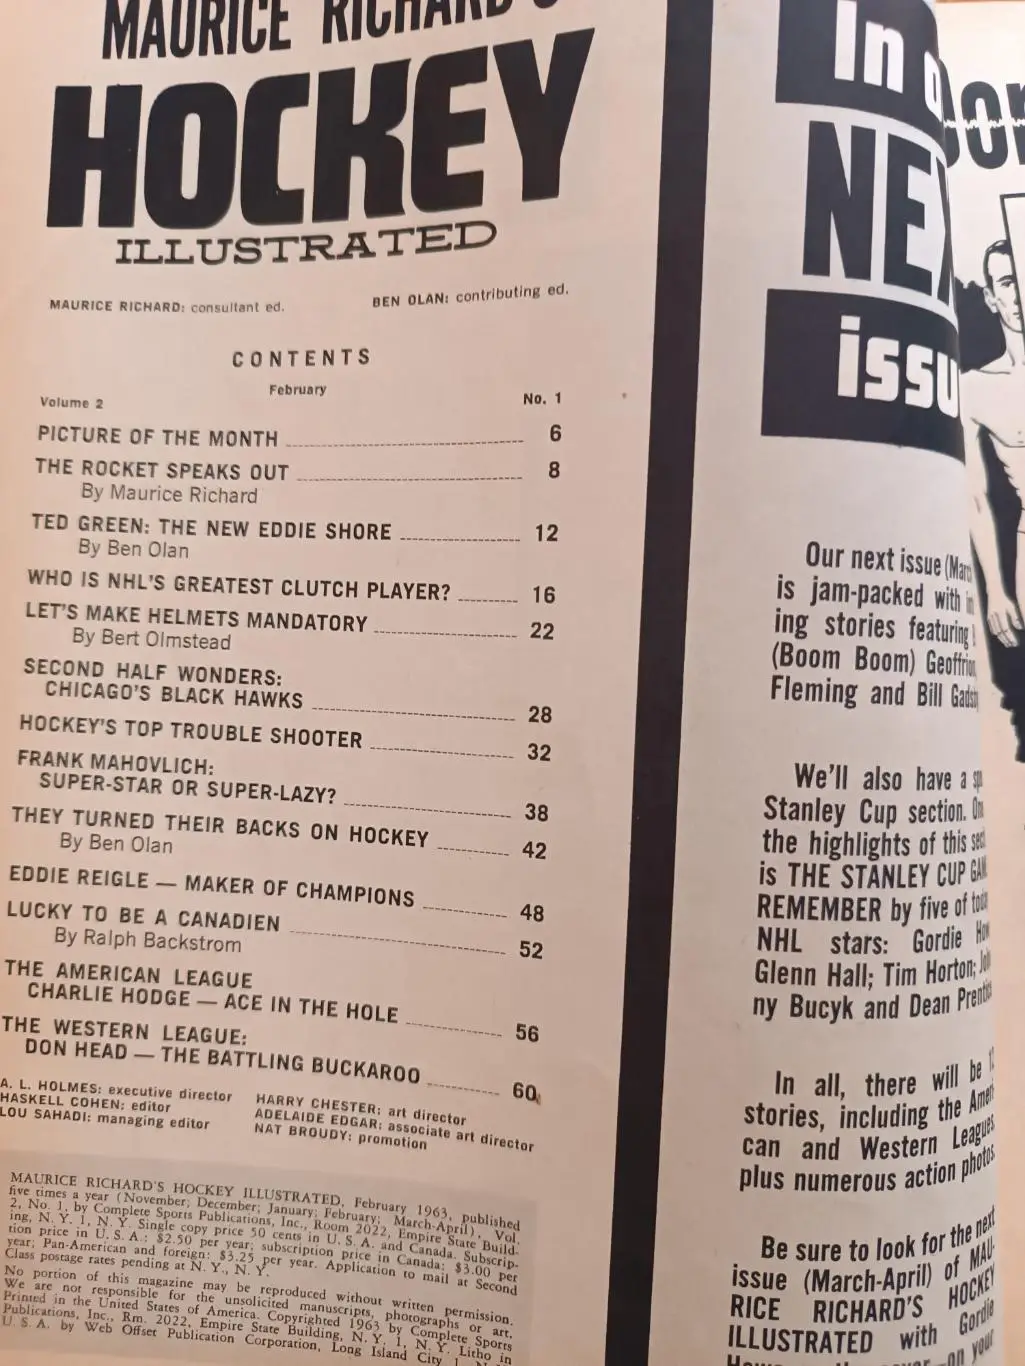 MAURICE RICHARD'S
HOCKEY
ILLUSTRATED
MAURICE RICHARD: consultant ed.
BEN OLAN: contributing ed.
CONTENTS
Volume 2
February
No. 1
PICTURE OF THE MONTH 6
THE ROCKET SPEAKS OUT 8
By Maurice Richard
TED GREEN: THE NEW EDDIE SHORE 12
By Ben Olan
WHO IS NHL'S GREATEST CLUTCH PLAYER? 16
LET'S MAKE HELMETS MANDATORY 22
By Bert Olmstead
SECOND HALF WONDERS:
CHICAGO'S BLACK HAWKS 28
HOCKEY'S TOP TROUBLE SHOOTER 32
FRANK MAHOVLICH:
SUPER-STAR OR SUPER-LAZY? 38
THEY TURNED THEIR BACKS ON HOCKEY 42
By Ben Olan
EDDIE REIGLE — MAKER OF CHAMPIONS 48
LUCKY TO BE A CANADIEN 52
By Ralph Backstrom
THE AMERICAN LEAGUE
CHARLIE HODGE — ACE IN THE HOLE 56
THE WESTERN LEAGUE:
DON HEAD — THE BATTLING BUCKAROO 60
A. L. HOLMES: executive director
HASKELL COHEN: editor
LOU SAHADI: managing editor
HARRY CHESTER: art director
ADELAIDE EDGAR: associate art director
NAT BROUDY: promotion
MAURICE RICHARD'S HOCKEY ILLUSTRATED, February 1963, published
five times a year (November; December; January; February; March-April), Vol.
2, No. 1, by Complete Sports Publications, Inc., Room 2022, Empire State Build-
ing, N. Y. 1, N. Y. Single copy price 50 cents in U. S. A. and Canada. Subscrip-
tion price in U. S. A.: $2.50 per year; subscription price in Canada: $3.00 per
year; Pan-American and foreign: $3.25 per year. Application to mail at Second
Class postage rates pending at N. Y., N. Y.
No portion of this magazine may be reproduced without written permission.
We are not responsible for the unsolicited manuscripts, photographs or art.
Printed in the United States of America. Copyrighted 1963 by Complete Sports
Publications, Inc., Rm. 2022, Empire State Building, N. Y. 1, N. Y. Litho in
U. S. A. by Web Offset Publication Corporation, Long Island City 1,
in
NEX
issu
Our next issue (Marc
is jam-packed with
ing stories featuring
(Boom Boom) Geoffrion,
Fleming and Bill Gads
We'll also have a
Stanley Cup section.
the highlights of this
is THE STANLEY CUP
REMEMBER by five of
NHL stars: Gordie
Glenn Hall; Tim Horton;
ny Bucyk and Dean
In all, there will be
stories, including the Ameri
can and Western Leagues
plus numerous action photos.
Be sure to look for the next
issue (March-April) of MAU-
RICE RICHARD'S HOCKEY
ILLUSTRATED with Gordie
on your